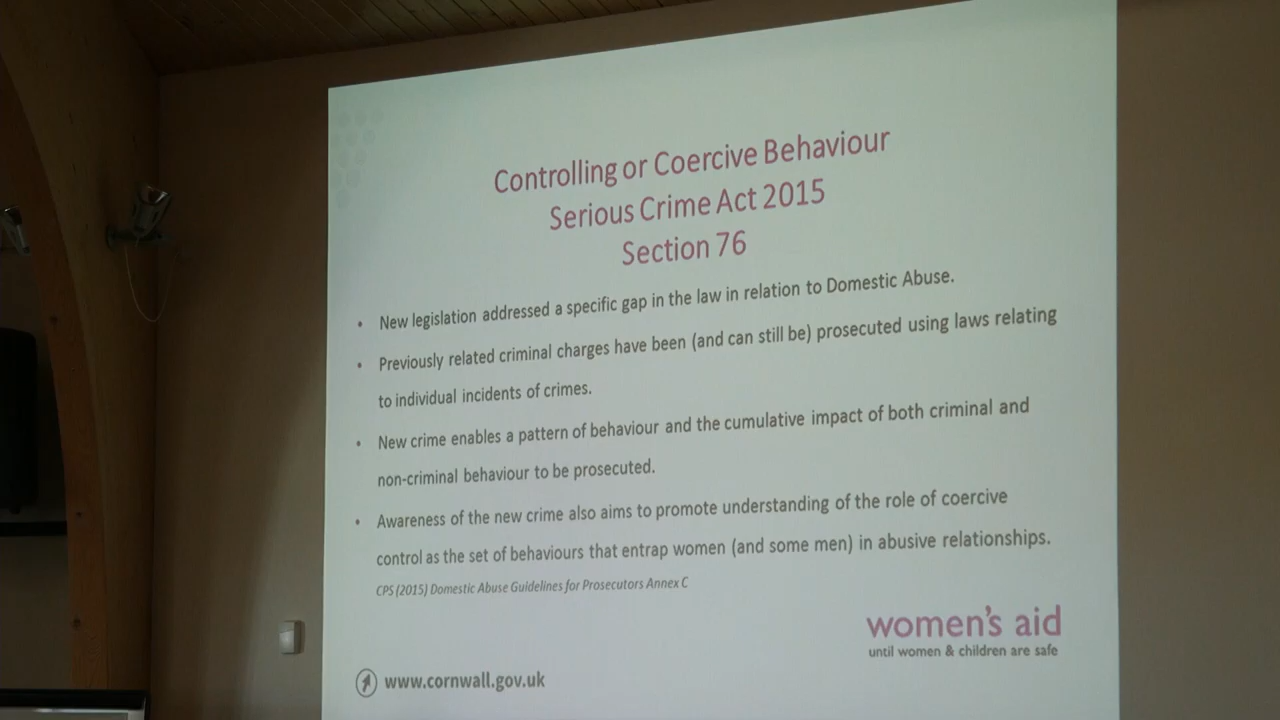 Controlling or Coercive Behaviour
Serious Crime Act 2015
Section 76
• New legislation addressed a specific gap in the law in relation to Domestic Abuse.
• Previously related criminal charges have been (and can still be) prosecuted using laws relating
to individual incidents of crimes.
• New crime enables a pattern of behaviour and the cumulative impact of both criminal and
non-criminal behaviour to be prosecuted.
• Awareness of the new crime also aims to promote understanding of the role of coercive
control as the set of behaviours that entrap women (and some men) in abusive relationships.
CPS (2015) Domestic Abuse Guidelines for Prosecutors Annex C
women's aid
until women & children are safe
www.cornwall.gov.uk